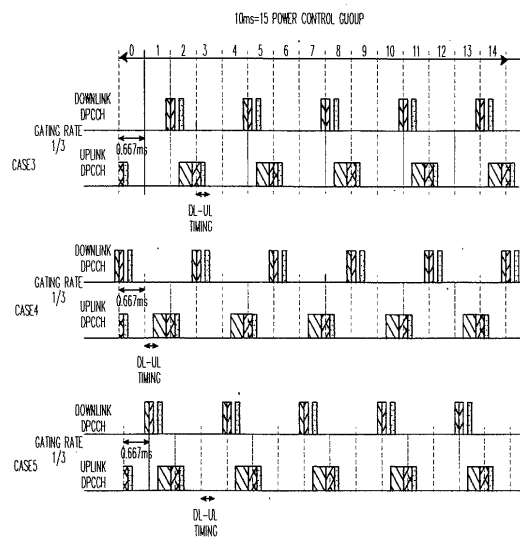 10ms=15 POWER CONTROL GUOUP
0 1 2 3 4 5 6 7 8 9 10 11 12 13 14
DOWNLINK
DPCCH
GATING RATE
1/3
0.667ms
CASE3
UPLINK
DPCCH
DL-UL
TIMING
DOWNLINK
DPCCH
GATING RATE
1/3
0.667ms
CASE4
UPLINK
DPCCH
DL-UL
TIMING
DOWNLINK
DPCCH
GATING RATE
1/3
0.667ms
CASE5
UPLINK
DPCCH
DL-UL
TIMING